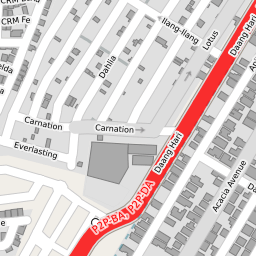 CRM Fe
Ilang-Ilang
Lotus
Daang Hari
Dahlia
Carnation
Carnation
Everlasting
Daang Hari
Acacia Avenue
P2P-BA, P2P-DA